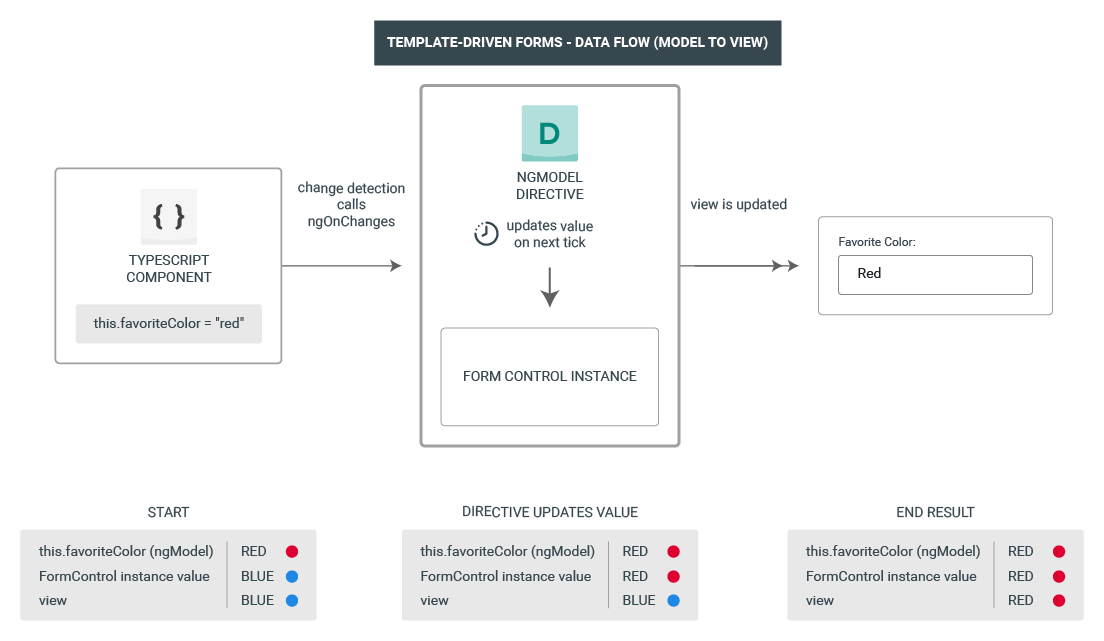 TEMPLATE-DRIVEN FORMS - DATA FLOW (MODEL TO VIEW)
{ }
TYPESCRIPT
COMPONENT
this.favoriteColor = "red"
change detection
calls
ngOnChanges
D
NGMODEL
DIRECTIVE
updates value
on next tick
FORM CONTROL INSTANCE
view is updated
Favorite Color:
Red
START
this.favoriteColor (ngModel) RED
FormControl instance value BLUE
view BLUE
DIRECTIVE UPDATES VALUE
this.favoriteColor (ngModel) RED
FormControl instance value RED
view BLUE
END RESULT
this.favoriteColor (ngModel) RED
FormControl instance value RED
view RED